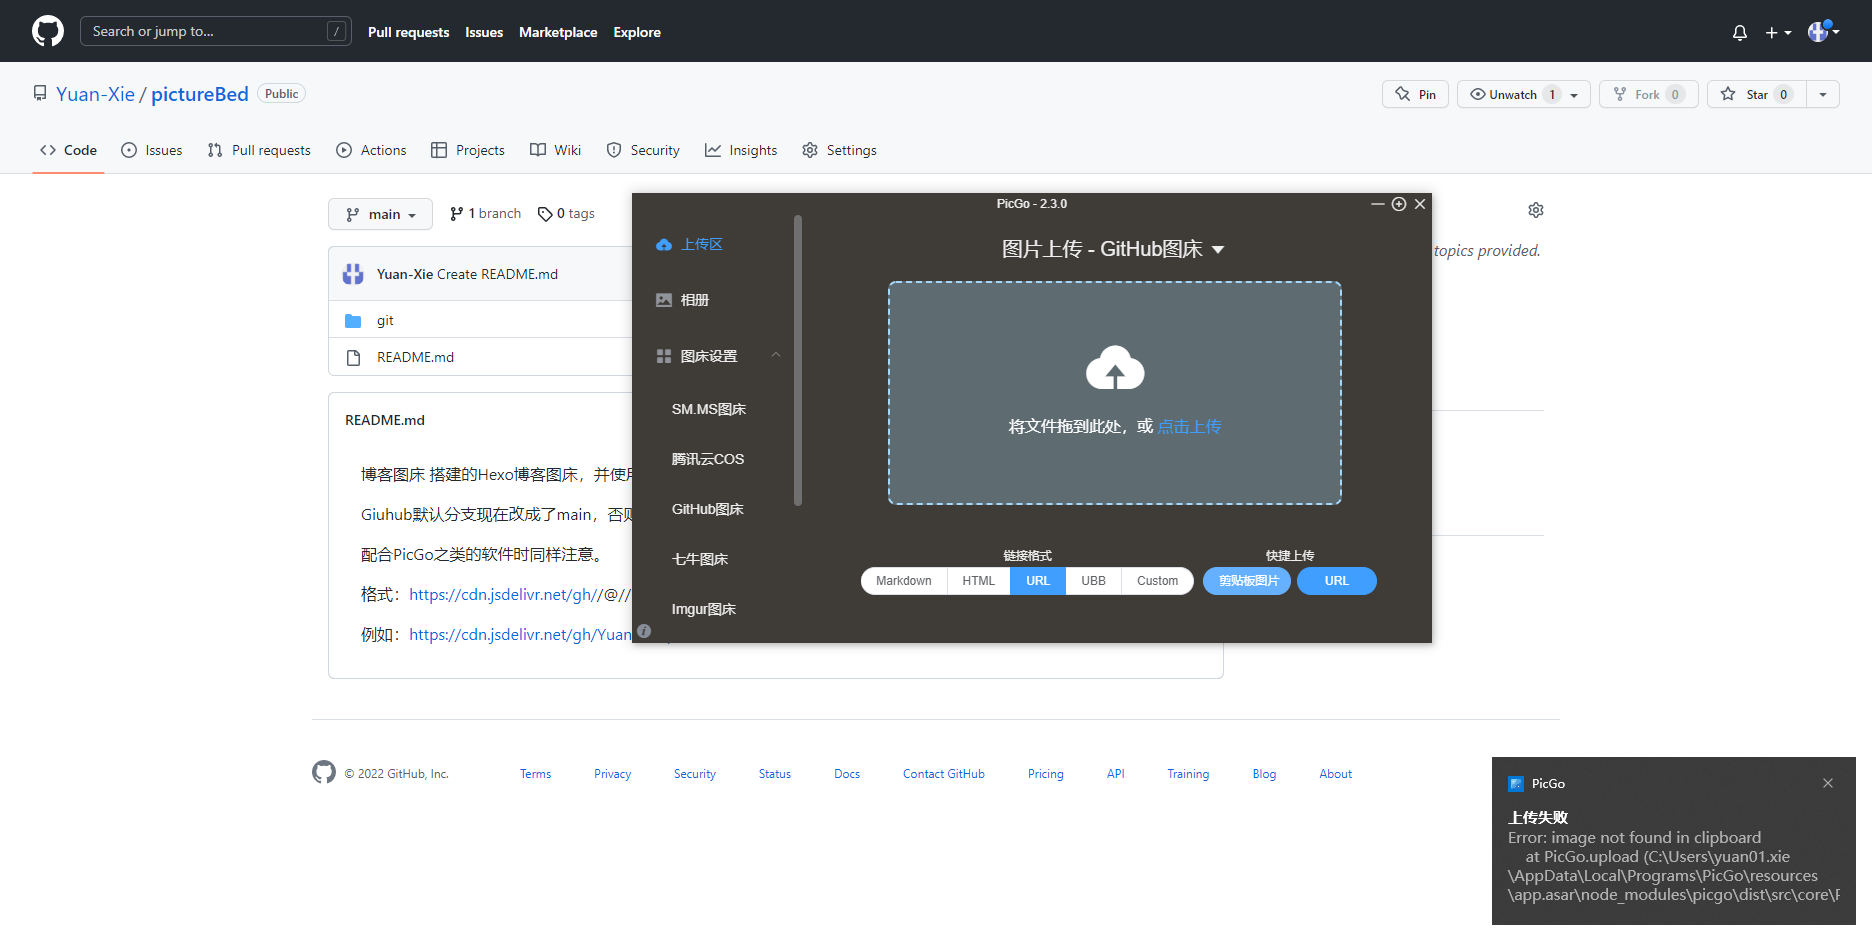 Search or jump to... /
Pull requests Issues Marketplace Explore
Yuan-Xie / pictureBed Public
Pin Unwatch 1 Fork 0 Star 0
Code Issues Pull requests Actions Projects Wiki Security Insights Settings
main 1 branch 0 tags
Yuan-Xie Create README.md
git
README.md
README.md
博客图床 搭建的Hexo博客图床，并使
Giuhub默认分支现在改成了main，否则
配合PicGo之类的软件时同样注意。
格式：https://cdn.jsdelivr.net/gh//@//
例如：https://cdn.jsdelivr.net/gh/Yuan
topics provided.
PicGo - 2.3.0
上传区
相册
图床设置
SM.MS图床
腾讯云COS
GitHub图床
七牛图床
Imgur图床
图片上传 - GitHub图床
将文件拖到此处，或 点击上传
链接格式 快捷上传
Markdown HTML URL UBB Custom 剪贴板图片 URL
© 2022 GitHub, Inc. Terms Privacy Security Status Docs Contact GitHub Pricing API Training Blog About
PicGo
上传失败
Error: image not found in clipboard
at PicGo.upload (C:\Users\yuan01.xie
\AppData\Local\Programs\PicGo\resources
\app.asar\node_modules\picgo\dist\src\core\P